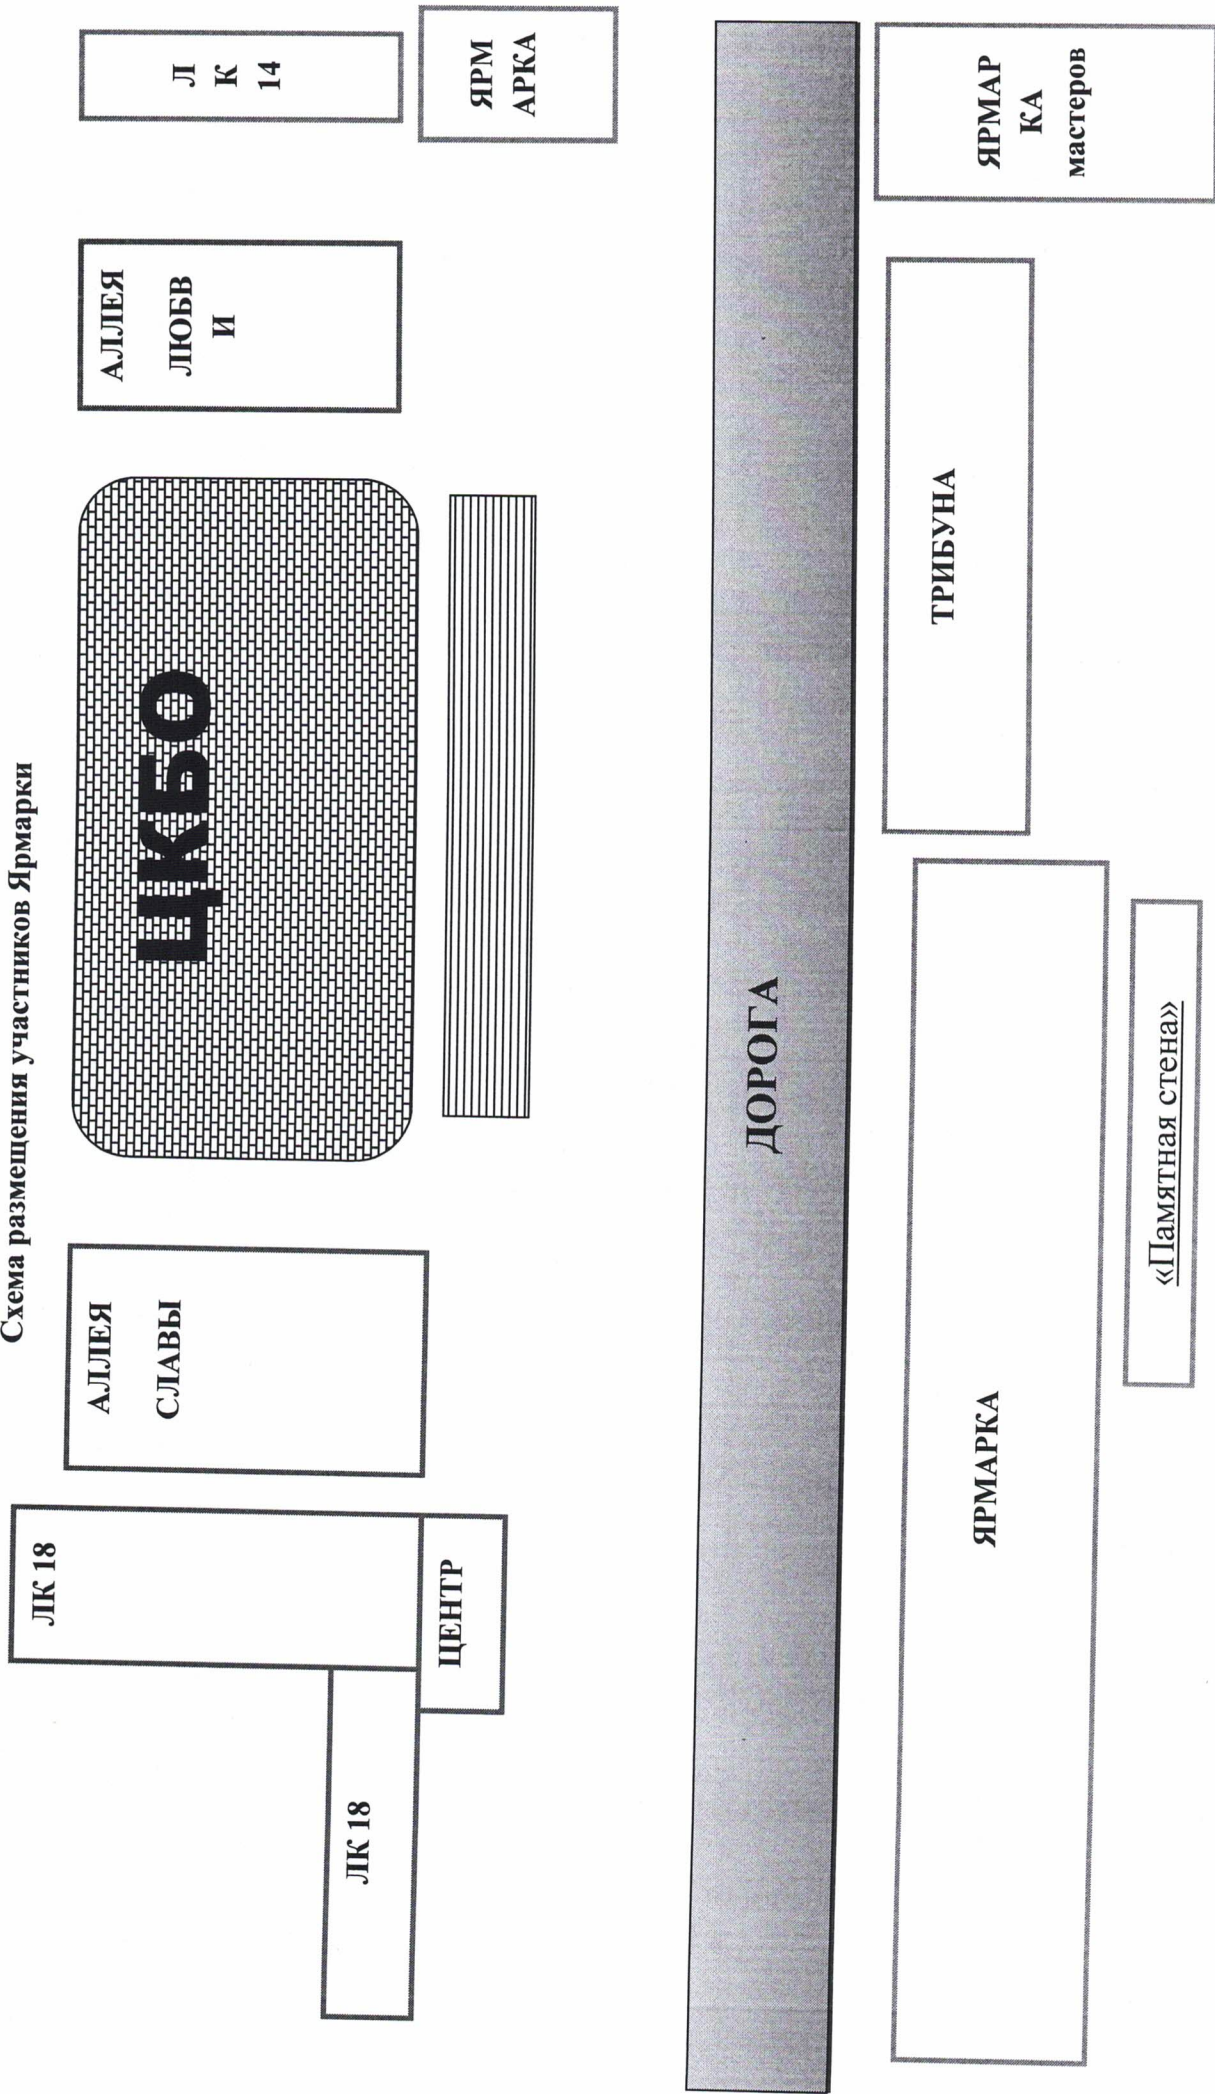 Схема размещения участников Ярмарки
ЛК 18
ЛК 18
ЦЕНТР
АЛЛЕЯ
СЛАВЫ
ЦКБО
АЛЛЕЯ
ЛЮБВ
И
Л
К
14
ЯРМ
АРКА
ДОРОГА
ЯРМАРКА
ТРИБУНА
ЯРМАР
КА
мастеров
«Памятная стена»